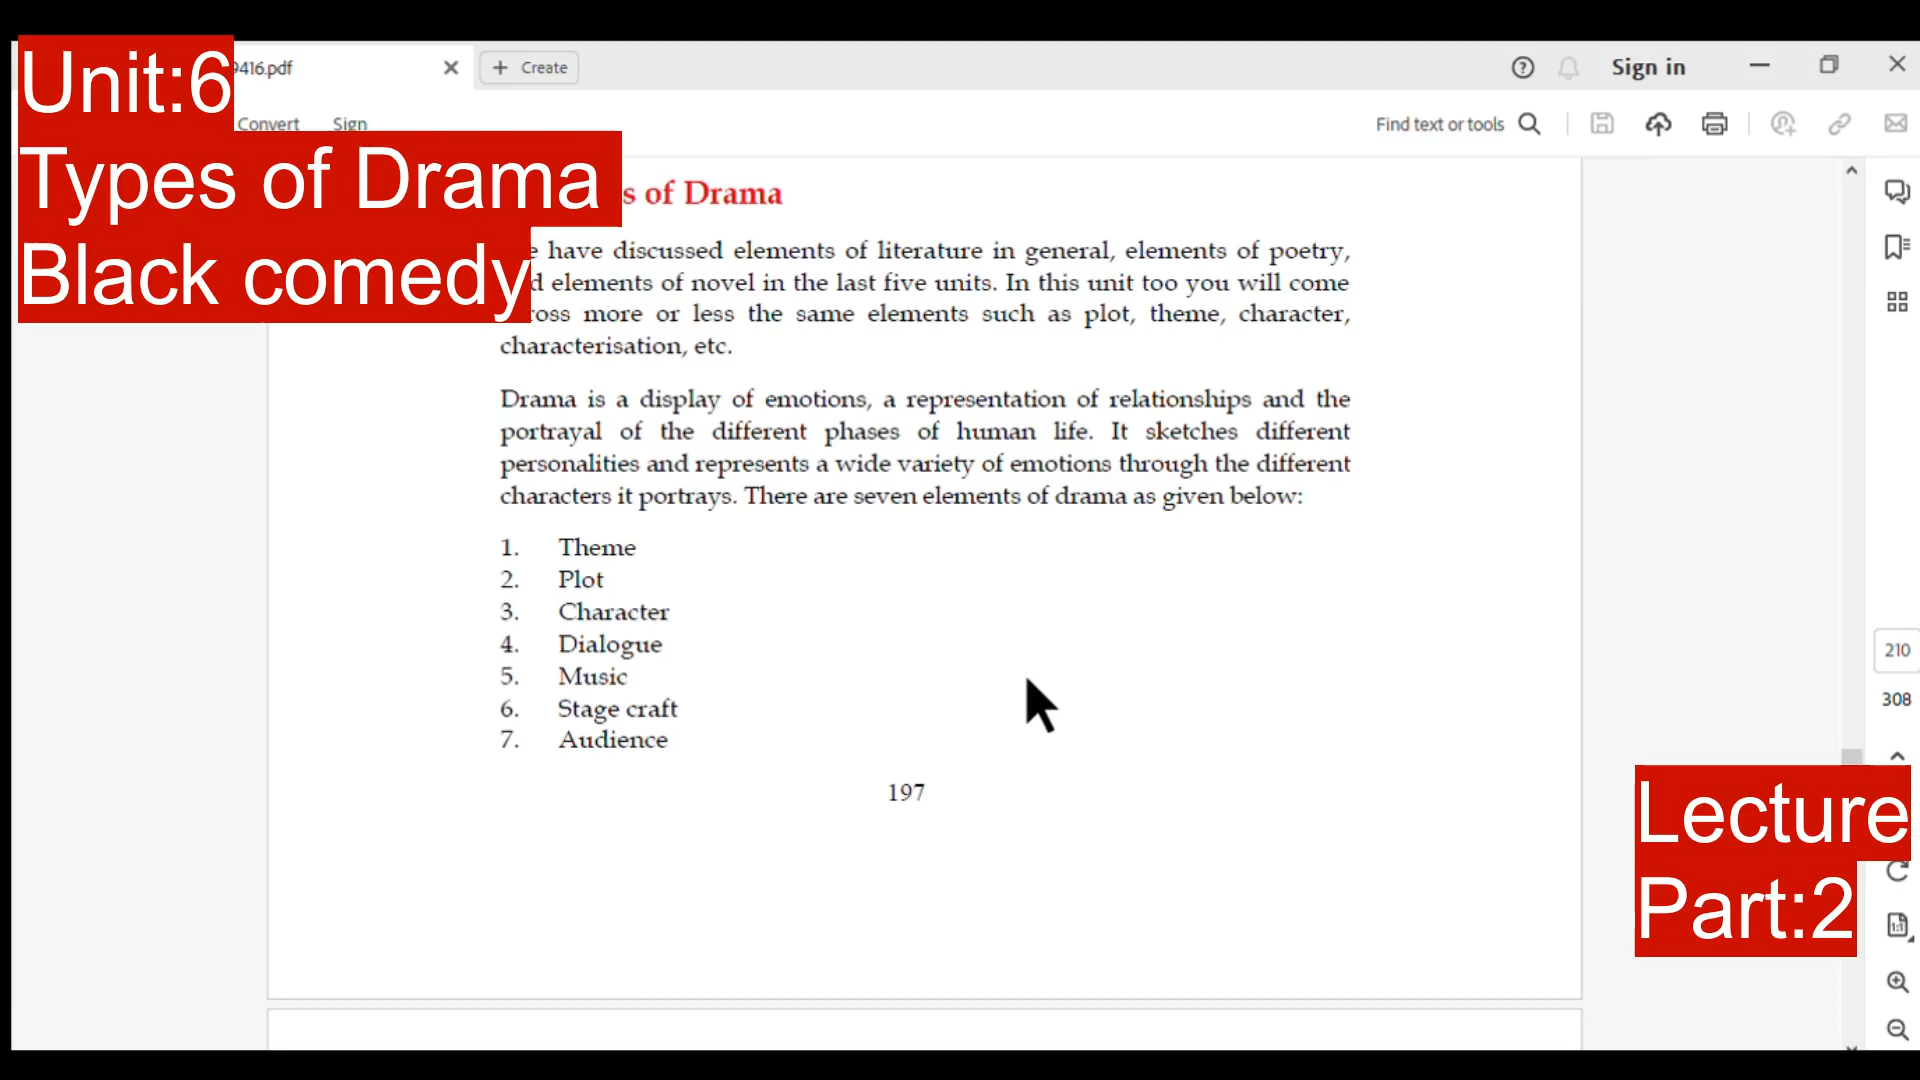 Unit:6
Types of Drama
Black comedy
9416.pdf
Create
Sign in
Convert Sign
Find text or tools
s of Drama
have discussed elements of literature in general, elements of poetry,
elements of novel in the last five units. In this unit too you will come
ross more or less the same elements such as plot, theme, character,
characterisation, etc.
Drama is a display of emotions, a representation of relationships and the
portrayal of the different phases of human life. It sketches different
personalities and represents a wide variety of emotions through the different
characters it portrays. There are seven elements of drama as given below:
1. Theme
2. Plot
3. Character
4. Dialogue
5. Music
6. Stage craft
7. Audience
197
210
308
Lecture
Part:2